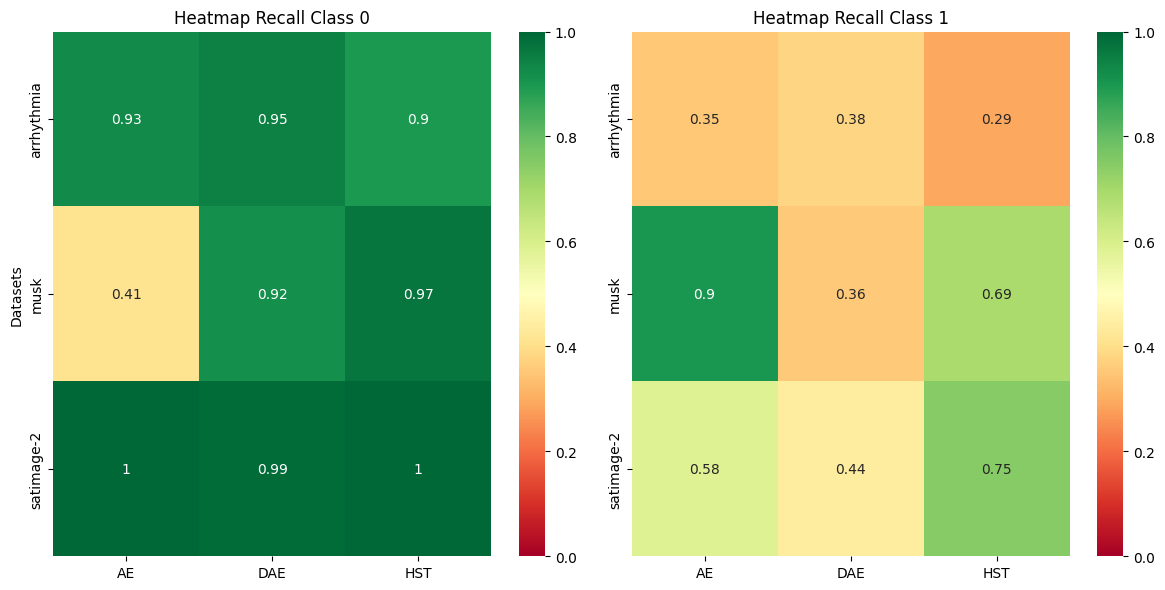 Heatmap Recall Class 0
Datasets
arrhythmia
musk
satimage-2
0.93 0.95 0.9
0.41 0.92 0.97
1 0.99 1
AE DAE HST
1.0
0.8
0.6
0.4
0.2
0.0
Heatmap Recall Class 1
arrhythmia
musk
satimage-2
0.35 0.38 0.29
0.9 0.36 0.69
0.58 0.44 0.75
AE DAE HST
1.0
0.8
0.6
0.4
0.2
0.0